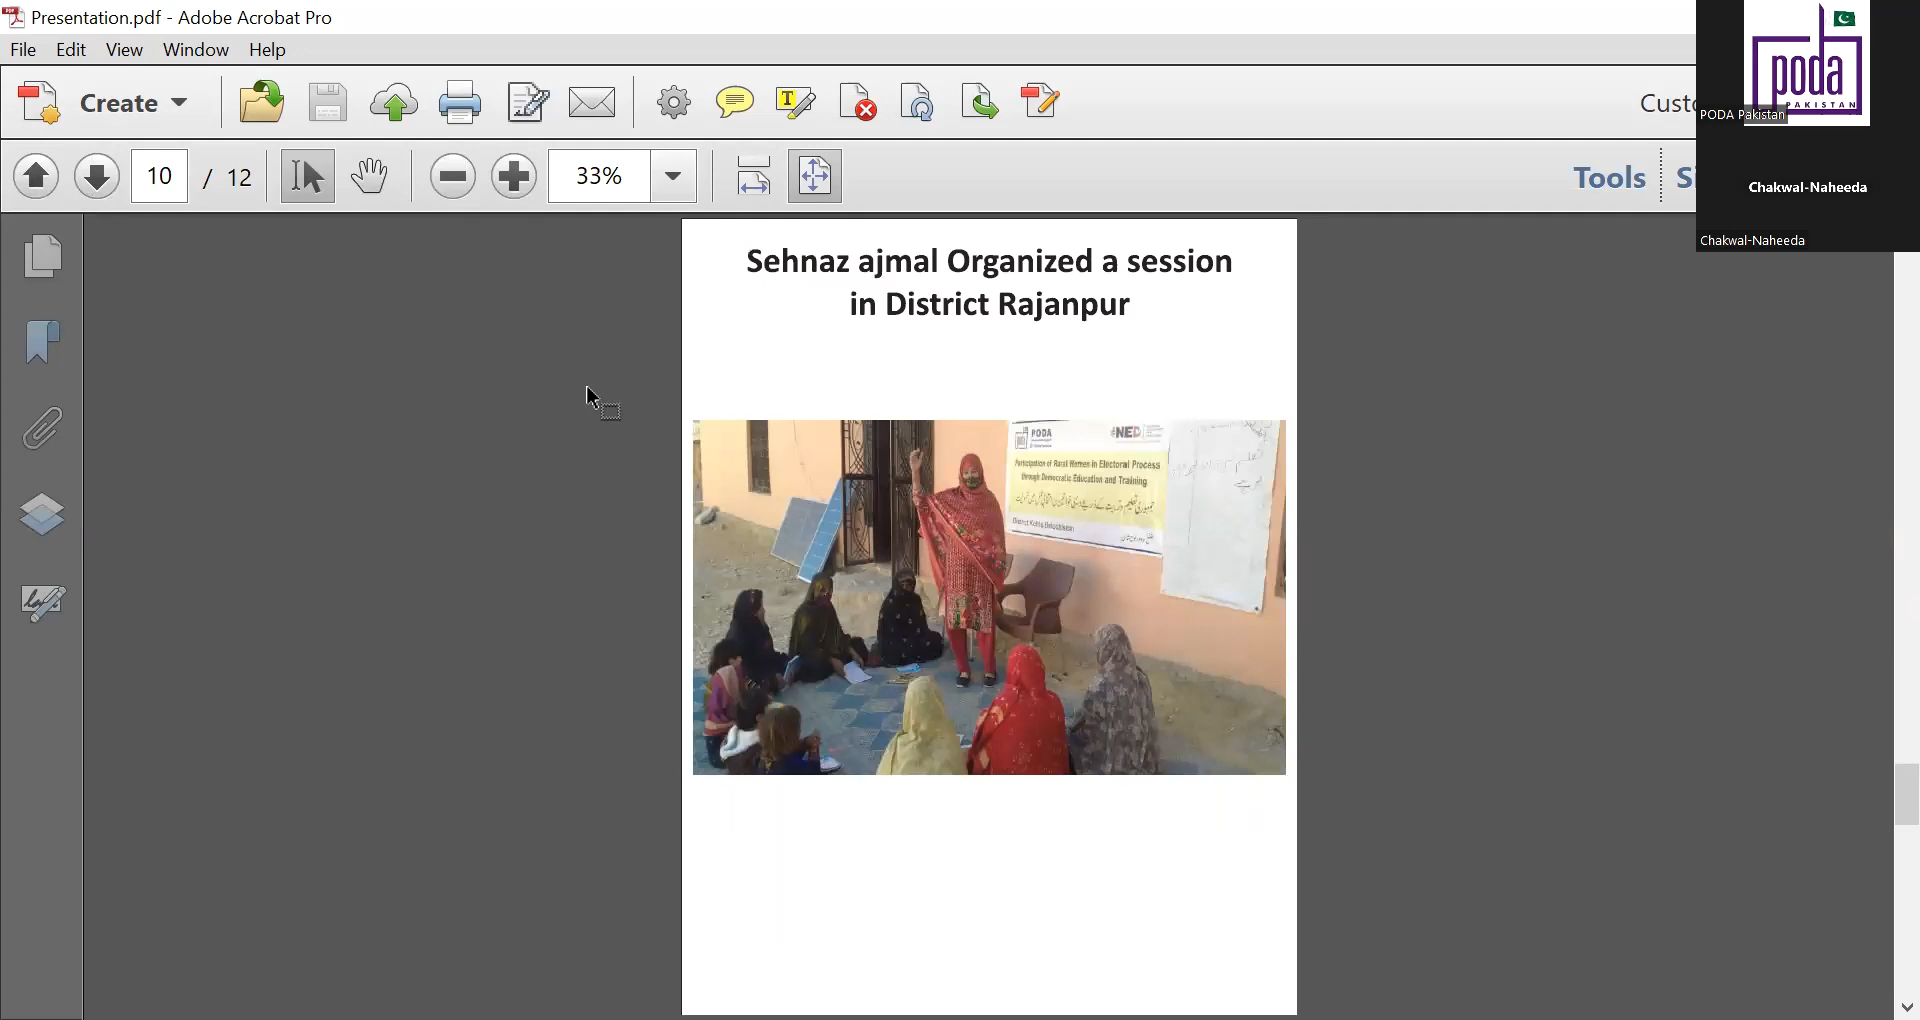 Presentation.pdf - Adobe Acrobat Pro
File Edit View Window Help
Create
10 / 12
33%
Tools
poda
PAKISTAN
PODA Pakistan
Chakwal-Naheeda
Chakwal-Naheeda
Sehnaz ajmal Organized a session
in District Rajanpur
PODA
NED
Participation of Rural Women in Electoral Process
through Democratic Education and Training